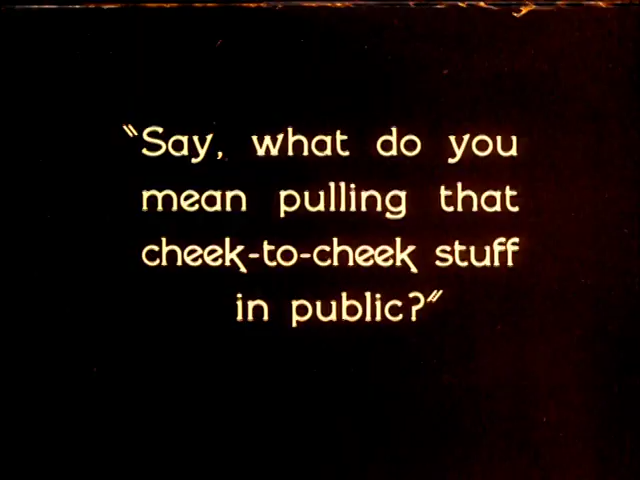 "Say, what do you
mean pulling that
cheek-to-cheek stuff
in public?"